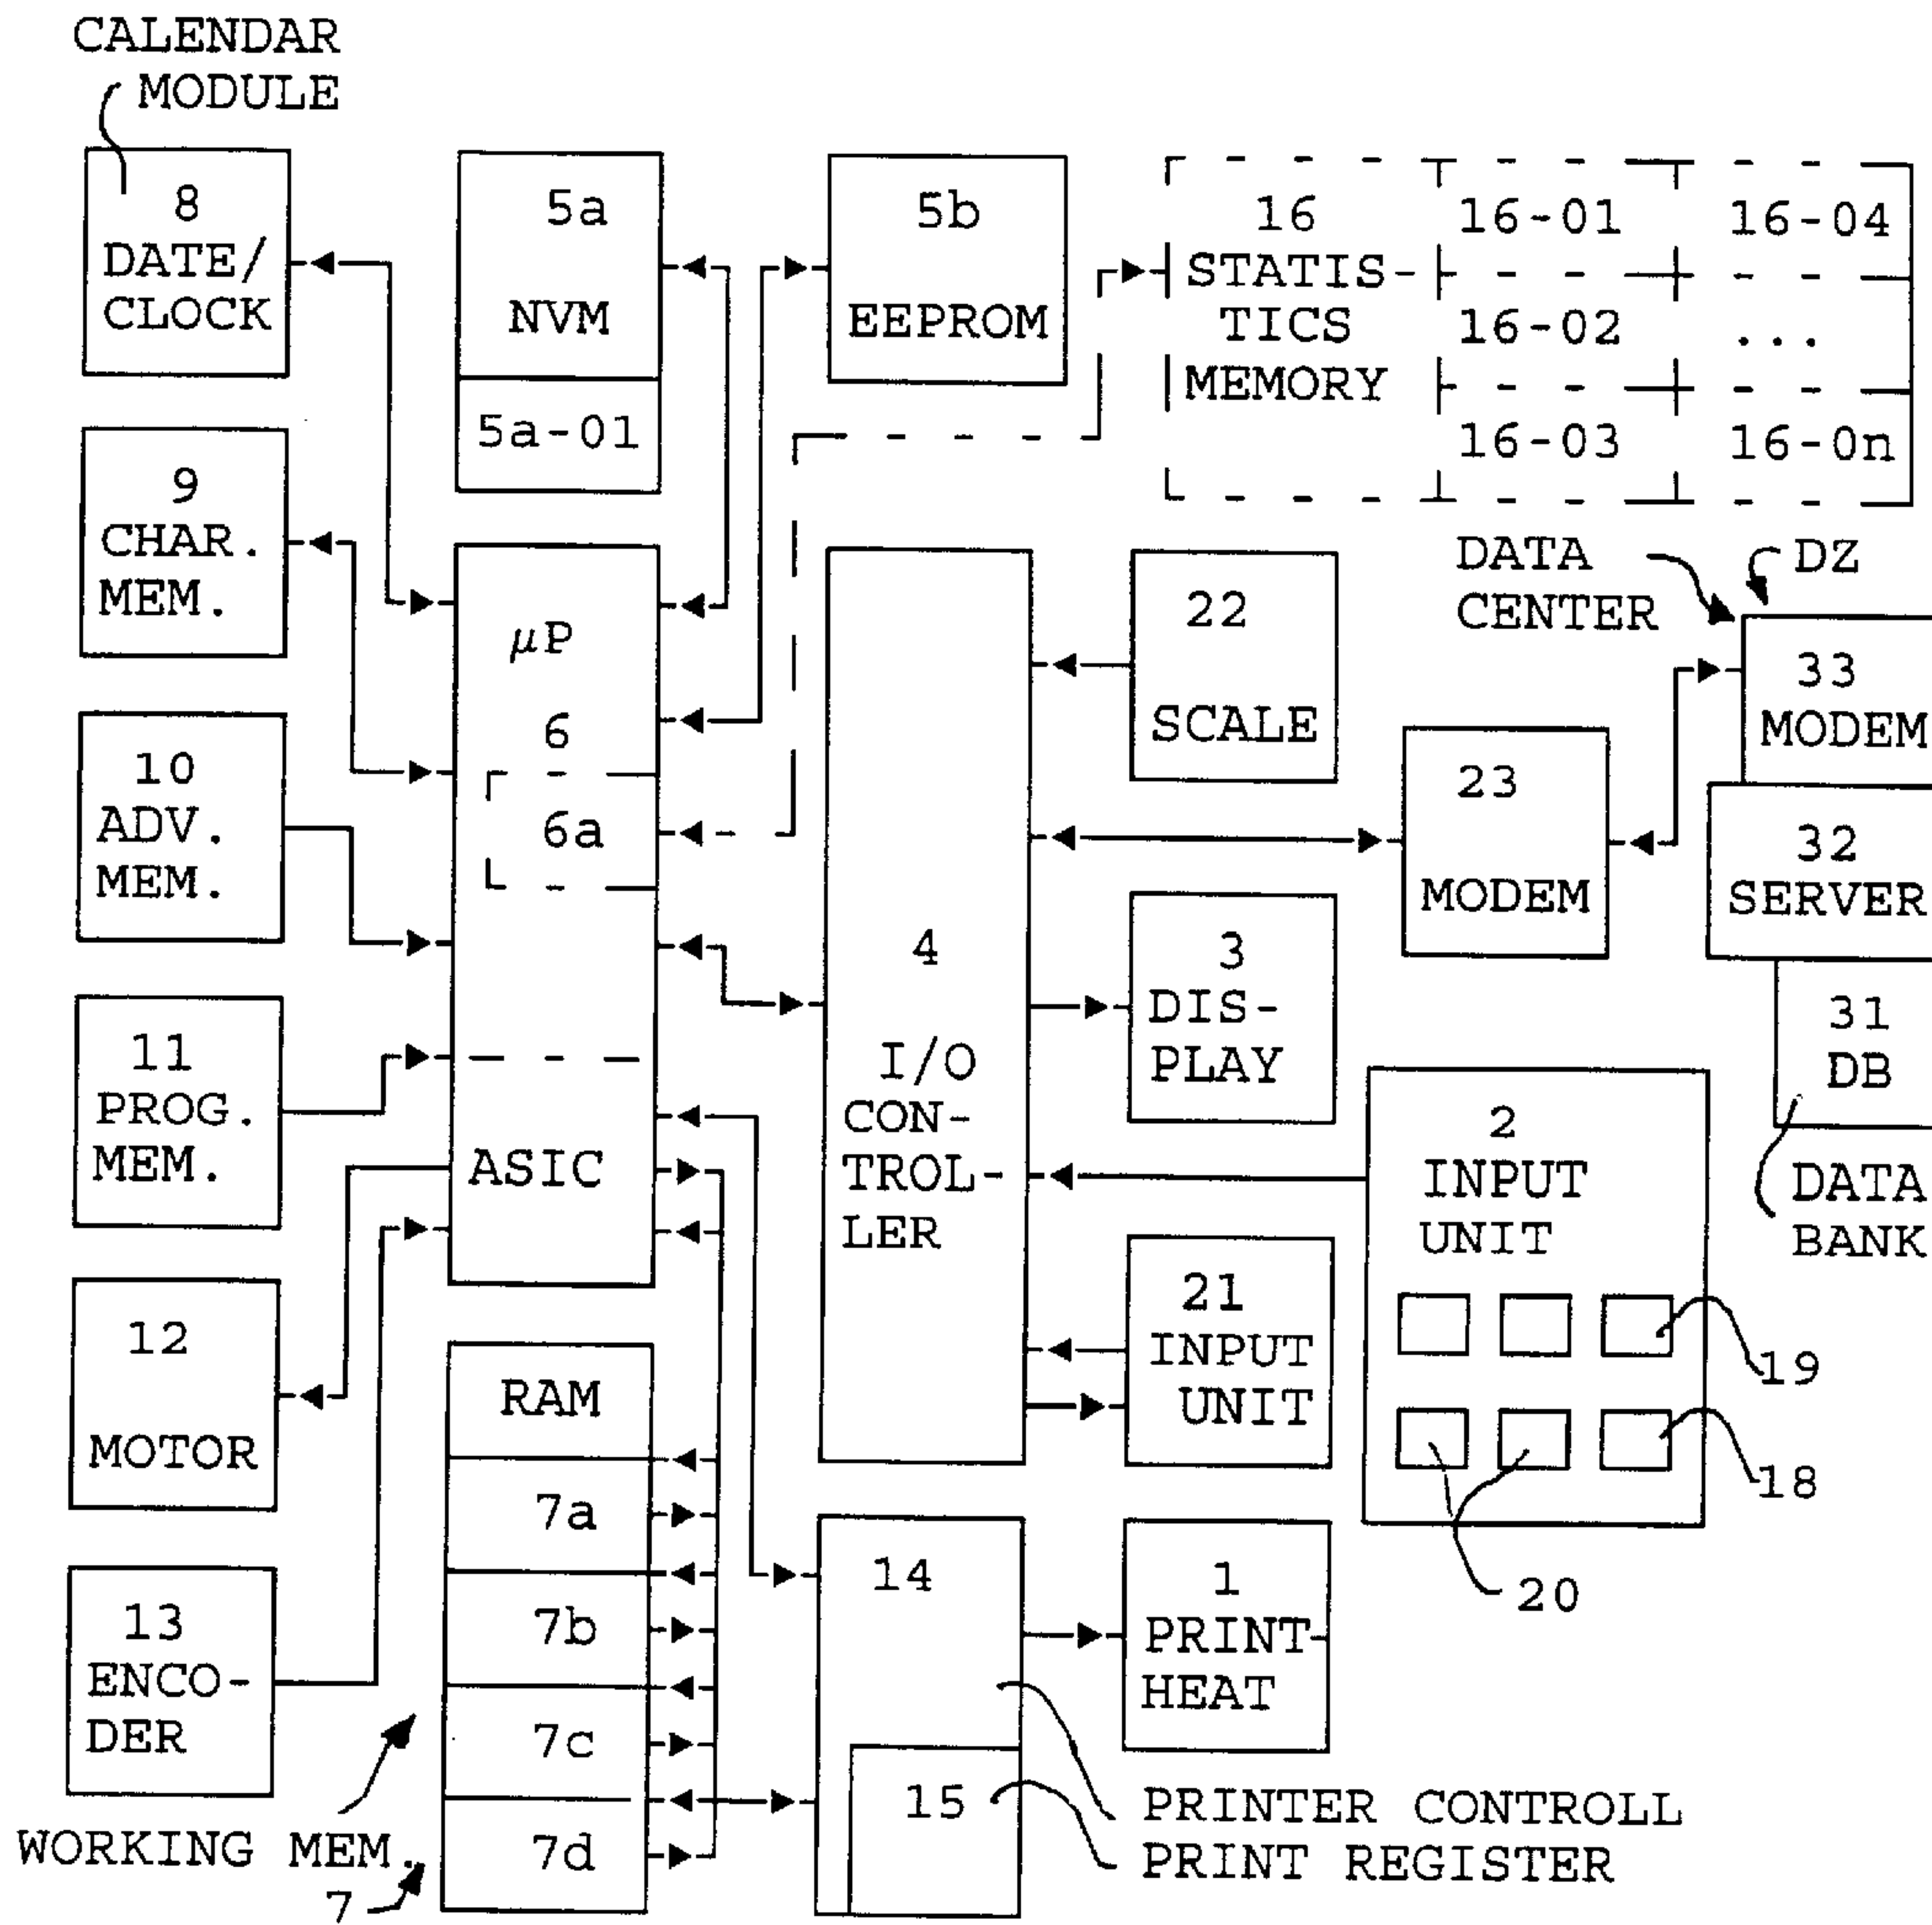 CALENDAR
MODULE
8
DATE/
CLOCK
5a
NVM
5a-01
5b
EEPROM
16
STATIS-
TICS
MEMORY
16-01
16-02
16-03
16-04
...
16-0n
9
CHAR.
MEM.
10
ADV.
MEM.
11
PROG.
MEM.
12
MOTOR
13
ENCO-
DER
µP
6
6a
ASIC
RAM
7a
7b
7c
7d
WORKING MEM.
7
4
I/O
CON-
TROL-
LER
22
SCALE
23
MODEM
3
DIS-
PLAY
21
INPUT
UNIT
DATA
CENTER
DZ
33
MODEM
32
SERVER
31
DB
DATA
BANK
2
INPUT
UNIT
19
18
20
14
15
1
PRINT-
HEAT
PRINTER CONTROLL
PRINT REGISTER